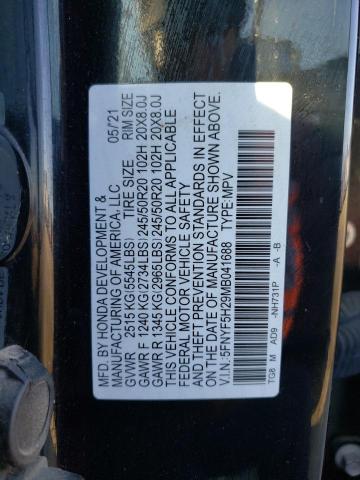 MFD. BY HONDA DEVELOPMENT & 05/21
MANUFACTURING OF AMERICA, LLC
TIRE SIZE RIM SIZE
GVWR 2515 KG(5545LBS)
GAWR F 1240 KG(2734LBS)245/50R20 102H 20X8.0J
GAWR R 1345 KG(2965LBS)245/50R20 102H 20X8.0J
THIS VEHICLE CONFORMS TO ALL APPLICABLE
FEDERAL MOTOR VEHICLE SAFETY
AND THEFT PREVENTION STANDARDS IN EFFECT
ON THE DATE OF MANUFACTURE SHOWN ABOVE.
V.I.N.:5FNYF5H29MB041688 TYPE:MPV
TG8 M AD9 -NH731P -A -B